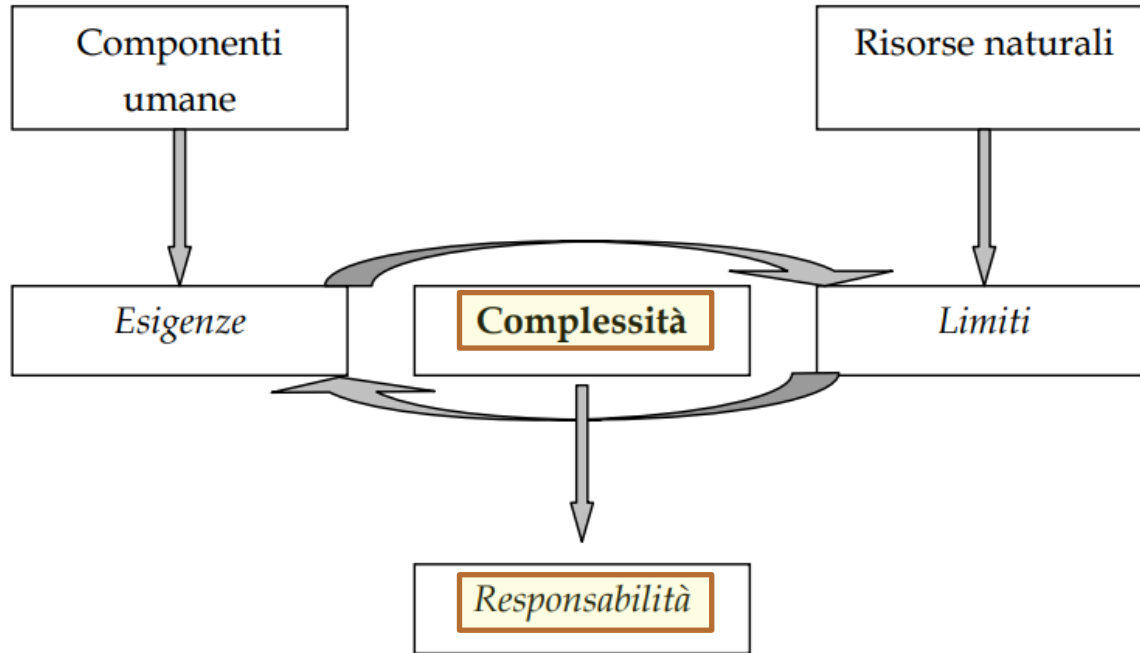 Componenti
umane
Risorse naturali
Esigenze
Complessità
Limiti
Responsabilità